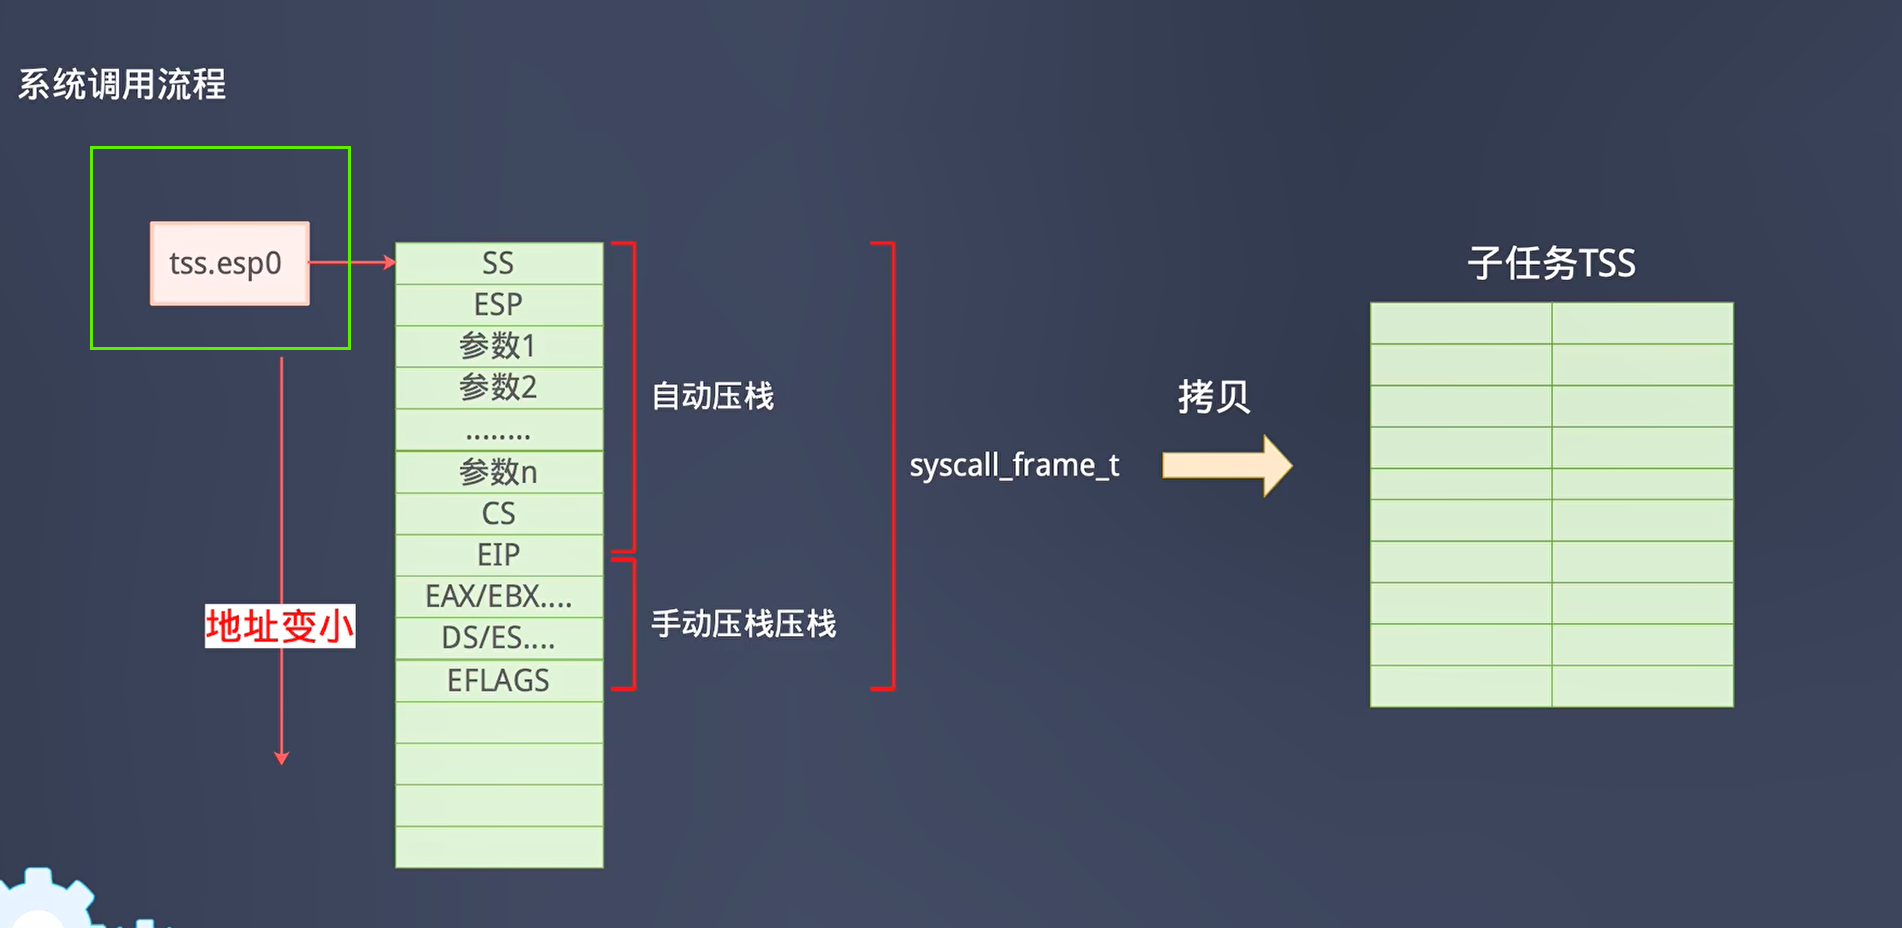 系统调用流程
tss.esp0
SS
ESP
参数1
参数2
........
参数n
CS
EIP
EAX/EBX....
DS/ES....
EFLAGS
自动压栈
手动压栈压栈
地址变小
syscall_frame_t
拷贝
子任务TSS